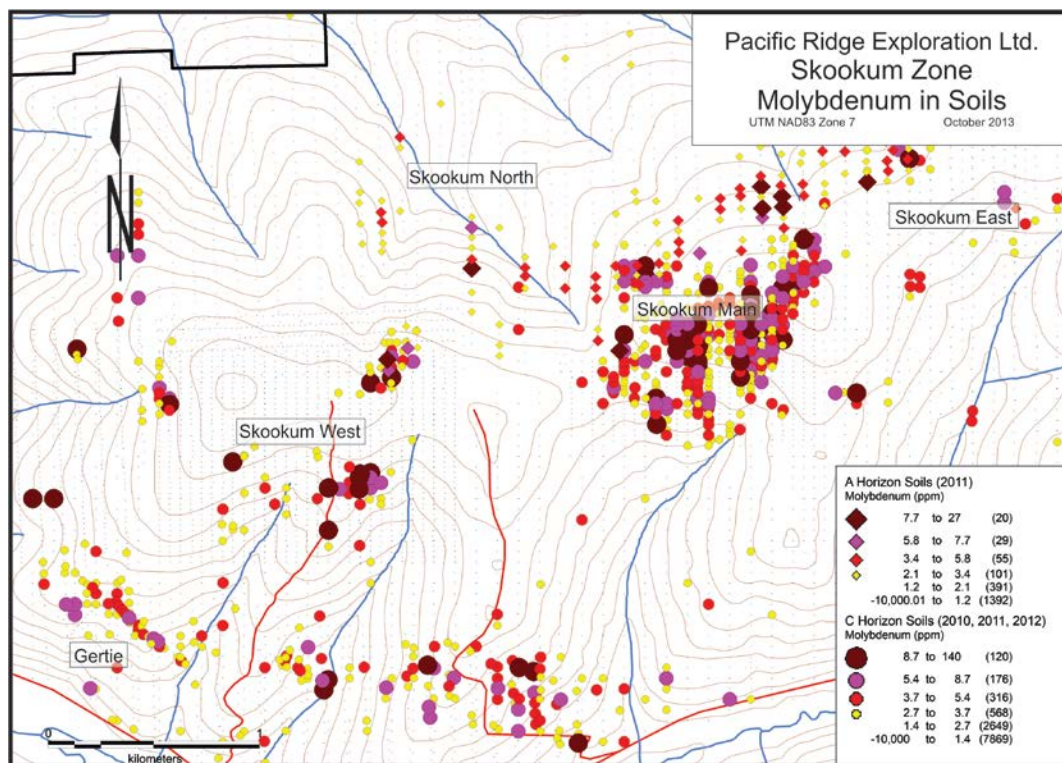 Pacific Ridge Exploration Ltd.
Skookum Zone
Molybdenum in Soils
UTM NAD83 Zone 7 October 2013
N
Skookum North
Skookum East
Skookum Main
Skookum West
Gertie
A Horizon Soils (2011)
Molybdenum (ppm)
7.7 to 27 (20)
5.8 to 7.7 (29)
3.4 to 5.8 (55)
2.1 to 3.4 (101)
1.2 to 2.1 (391)
-10,000.01 to 1.2 (1392)
C Horizon Soils (2010, 2011, 2012)
Molybdenum (ppm)
8.7 to 140 (120)
5.4 to 8.7 (176)
3.7 to 5.4 (316)
2.7 to 3.7 (568)
1.4 to 2.7 (2649)
-10,000 to 1.4 (7869)
0 1
kilometers